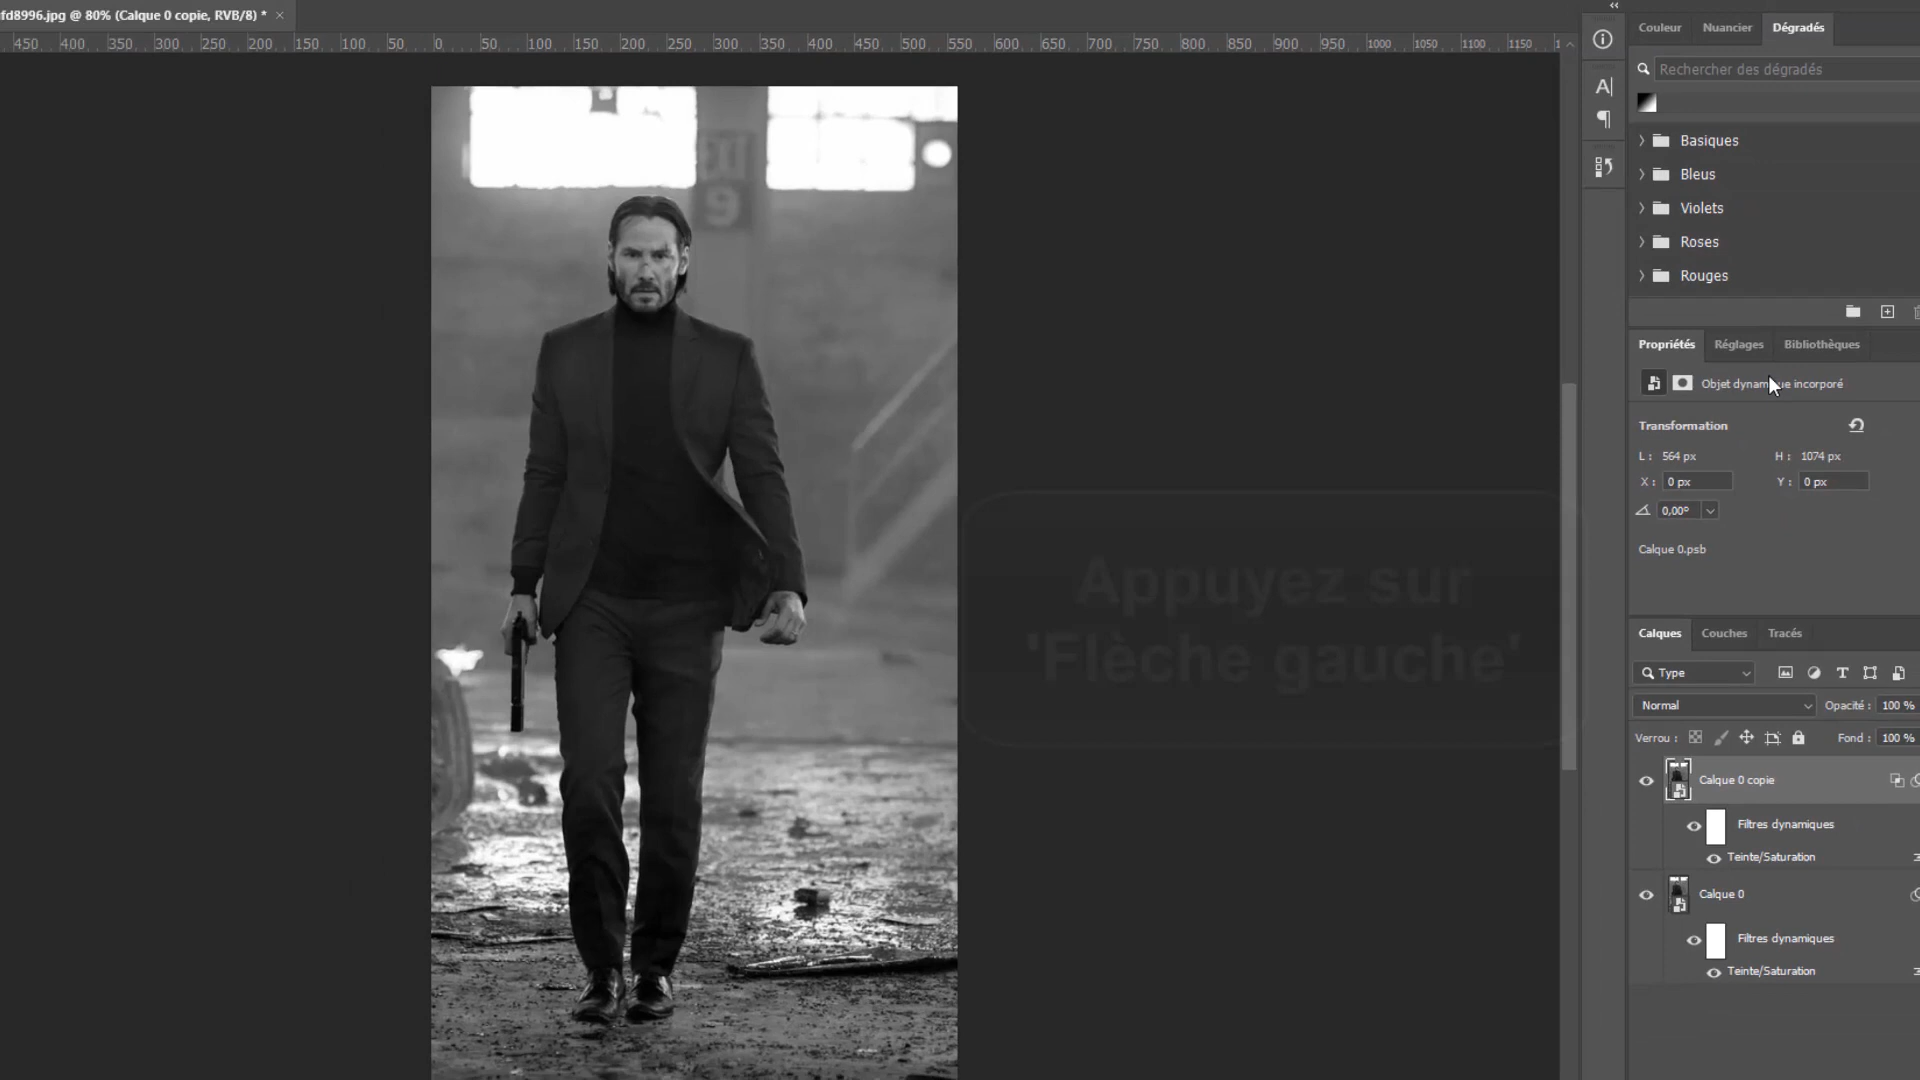 fd8996.jpg @ 80% (Calque 0 copie, RVB/8) * ×
450 400 350 300 250 200 150 100 50 0 50 100 150 200 250 300 350 400 450 500 550 600 650 700 750 800 850 900 950 1000 1050 1100 1150
Couleur Nuancier Dégradés
Rechercher des dégradés
Basiques
Bleus
Violets
Roses
Rouges
Propriétés Réglages Bibliothèques
Objet dynamique incorporé
Transformation
L : 564 px H : 1074 px
X : 0 px Y : 0 px
0,00°
Calque 0.psb
Appuyez sur
'Flèche gauche'
Calques Couches Tracés
Type
Normal Opacité : 100 %
Verrou : Fond : 100 %
Calque 0 copie
Filtres dynamiques
Teinte/Saturation
Calque 0
Filtres dynamiques
Teinte/Saturation
9